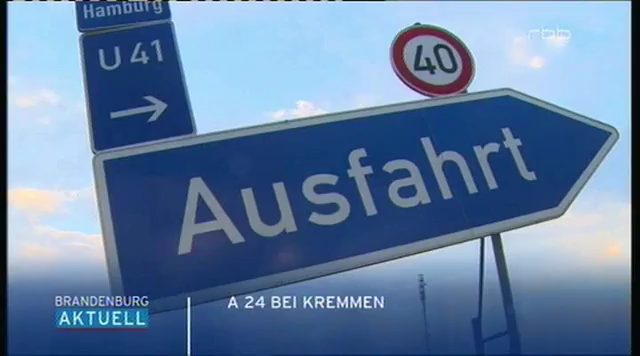 Hamburg
rbb
U 41
40
Ausfahrt
BRANDENBURG
AKTUELL
A 24 BEI KREMMEN